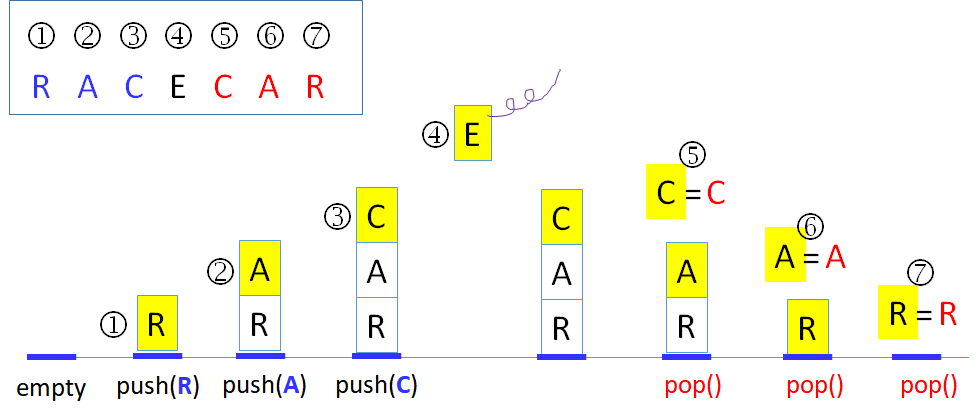 ① ② ③ ④ ⑤ ⑥ ⑦
R A C E C A R
④ E
⑤
C = C
③ C
A
R
C
A
R
⑥
A = A
② A
R
A
R
⑦
R = R
① R
R
empty push(R) push(A) push(C) pop() pop() pop()